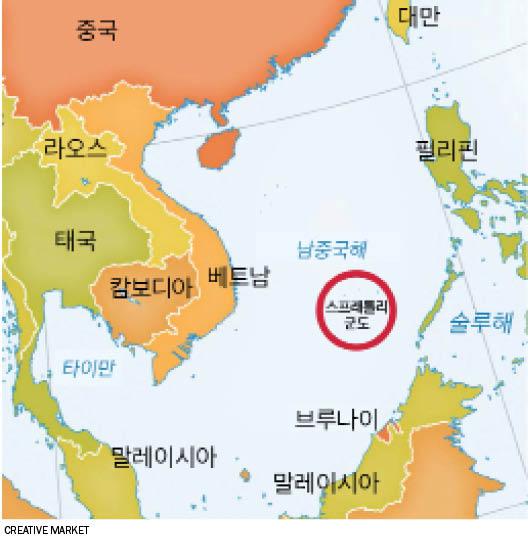 중국
대만
라오스
필리핀
태국
남중국해
캄보디아
베트남
스프래틀리
군도
술루해
타이만
브루나이
말레이시아
말레이시아
CREATIVE MARKET